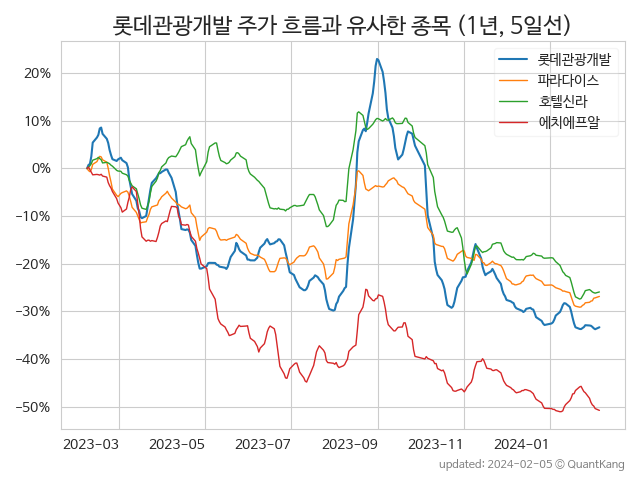 롯데관광개발 주가 흐름과 유사한 종목 (1년, 5일선)
롯데관광개발
파라다이스
호텔신라
에치에프알
20%
10%
0%
−10%
−20%
−30%
−40%
−50%
2023-03 2023-05 2023-07 2023-09 2023-11 2024-01
updated: 2024-02-05 © QuantKang